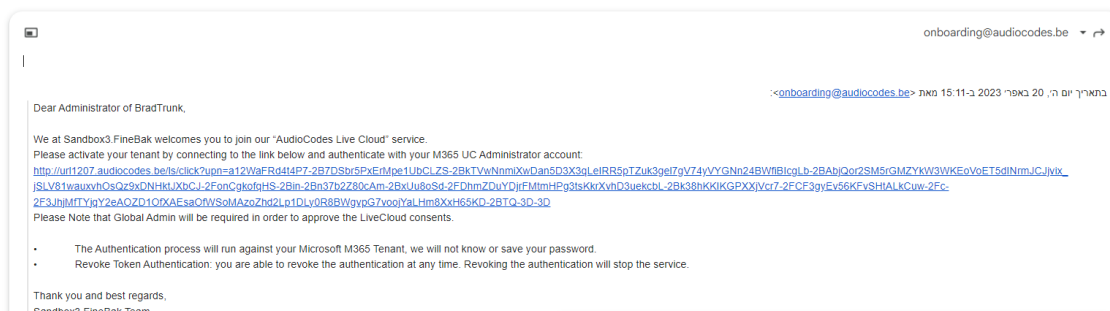 onboarding@audiocodes.be
בתאריך יום ה׳, 20 באפר׳ 2023 ב-15:11 מאת <onboarding@audiocodes.be>:
Dear Administrator of BradTrunk,
We at Sandbox3.FineBak welcomes you to join our “AudioCodes Live Cloud” service.
Please activate your tenant by connecting to the link below and authenticate with your M365 UC Administrator account:
Please Note that Global Admin will be required in order to approve the LiveCloud consents.
• The Authentication process will run against your Microsoft M365 Tenant, we will not know or save your password.
• Revoke Token Authentication: you are able to revoke the authentication at any time. Revoking the authentication will stop the service.
Thank you and best regards,
Sandbox3.FineBak Team